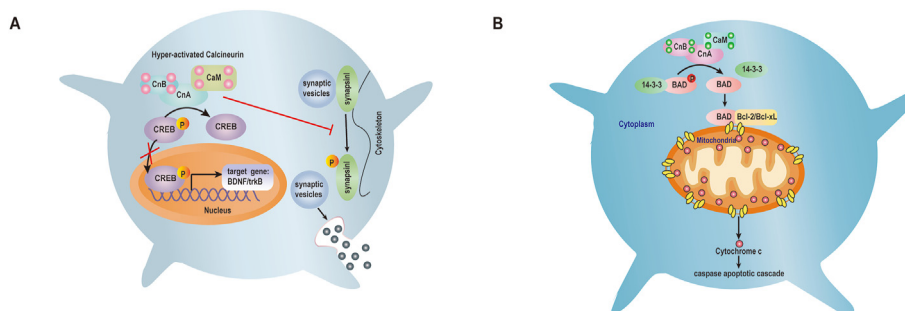 A
Hyper-activated Calcineurin
CnB
CaM
CnA
CREB
P
CREB
CREB
P
target gene:
BDNF/trkB
Nucleus
synaptic
vesicles
synapsinI
Cytoskeleton
P
synapsinI
synaptic
vesicles
B
CnB
CaM
CnA
14-3-3
14-3-3
BAD
P
BAD
BAD
Bcl-2/Bcl-xL
Cytoplasm
Mitochondria
Cytochrome c
caspase apoptotic cascade